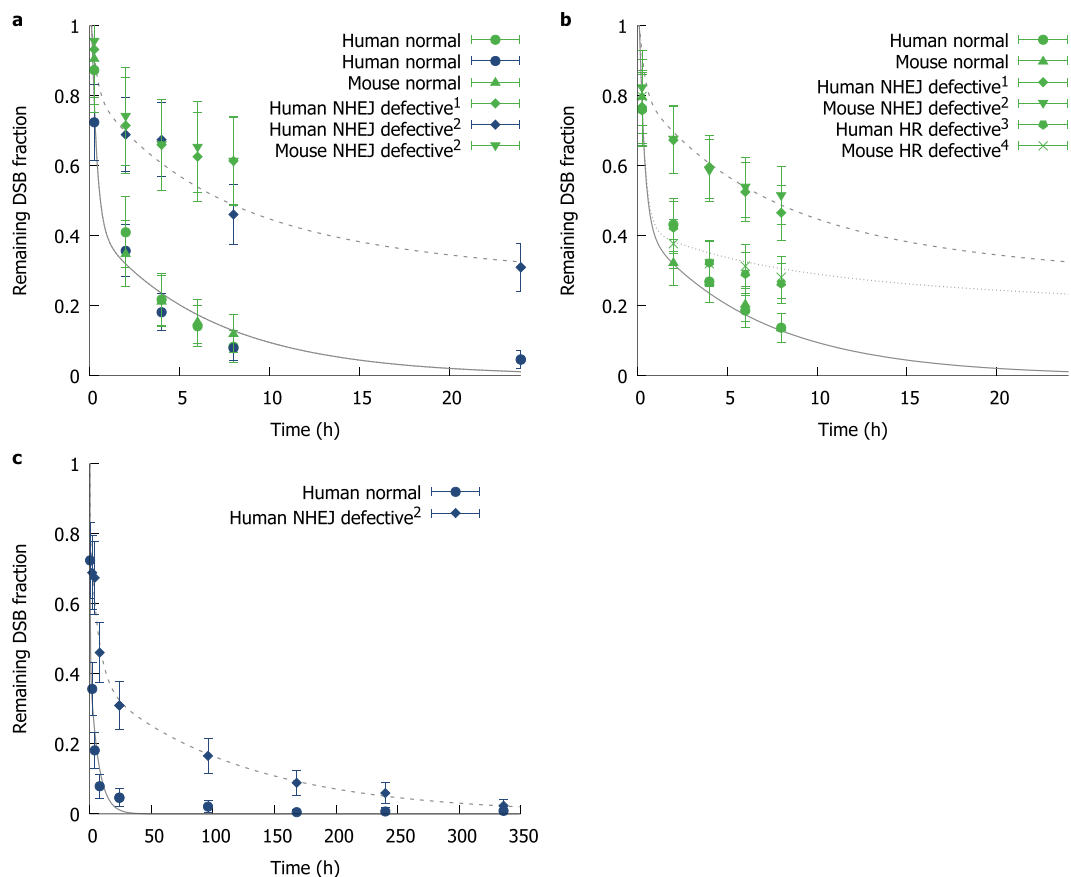 a
Human normal
Human normal
Mouse normal
Human NHEJ defective¹
Human NHEJ defective²
Mouse NHEJ defective²
Remaining DSB fraction
1
0.8
0.6
0.4
0.2
0
0 5 10 15 20
Time (h)
b
Human normal
Mouse normal
Human NHEJ defective¹
Mouse NHEJ defective²
Human HR defective³
Mouse HR defective⁴
Remaining DSB fraction
1
0.8
0.6
0.4
0.2
0
0 5 10 15 20
Time (h)
c
Human normal
Human NHEJ defective²
Remaining DSB fraction
1
0.8
0.6
0.4
0.2
0
0 50 100 150 200 250 300 350
Time (h)